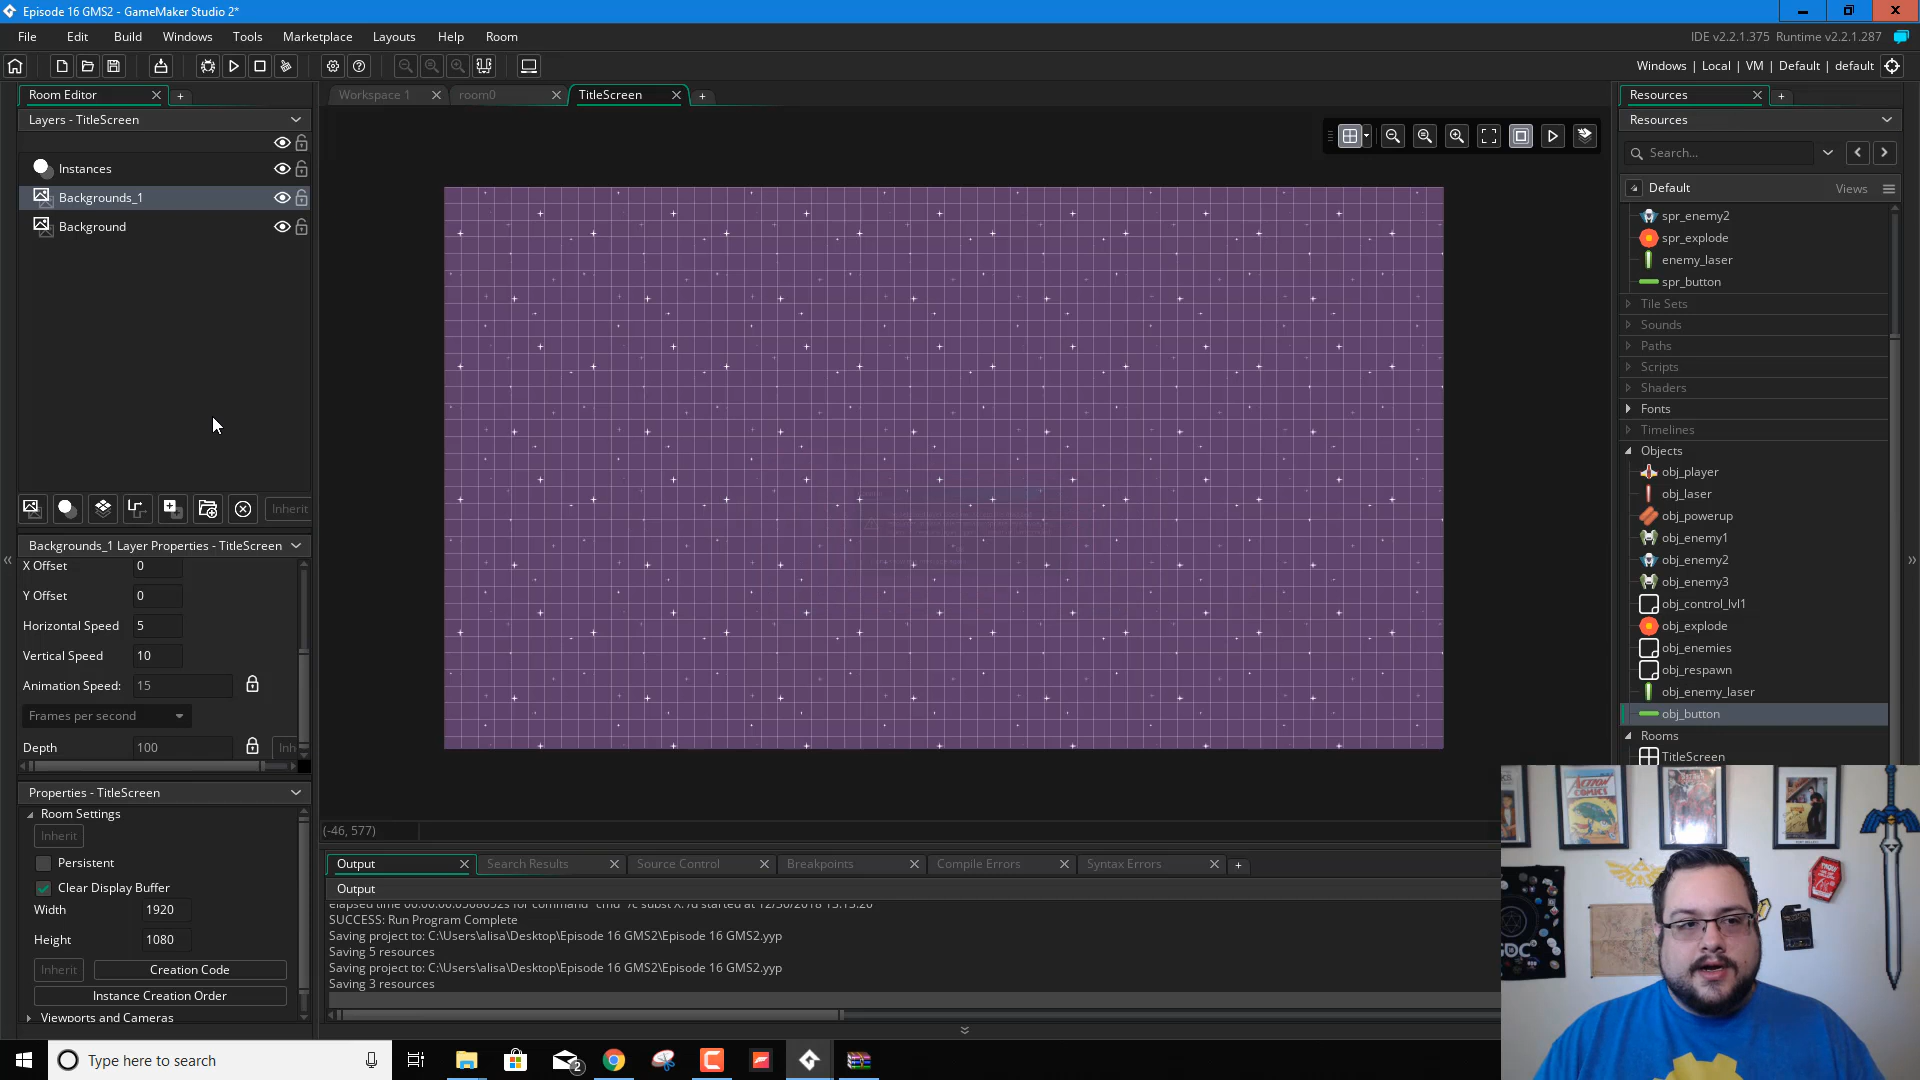 Episode 16 GMS2 - GameMaker Studio 2*
File Edit Build Windows Tools Marketplace Layouts Help Room
IDE v2.2.1.375 Runtime v2.2.1.287
Windows | Local | VM | Default | default
Room Editor
Workspace 1
room0
TitleScreen
Resources
Layers - TitleScreen
Resources
Search...
Instances
Backgrounds_1
Background
Default
Views
spr_enemy2
spr_explode
enemy_laser
spr_button
Tile Sets
Sounds
Paths
Scripts
Shaders
Fonts
Timelines
Objects
obj_player
obj_laser
obj_powerup
obj_enemy1
obj_enemy2
obj_enemy3
obj_control_lvl1
obj_explode
obj_enemies
obj_respawn
obj_enemy_laser
obj_button
Rooms
TitleScreen
Inherit
Backgrounds_1 Layer Properties - TitleScreen
X Offset 0
Y Offset 0
Horizontal Speed 5
Vertical Speed 10
Animation Speed: 15
Frames per second
Depth 100 Inh
Properties - TitleScreen
Room Settings
Inherit
Persistent
Clear Display Buffer
Width 1920
Height 1080
Inherit Creation Code
Instance Creation Order
Viewports and Cameras
(-46, 577)
Output
Search Results
Source Control
Breakpoints
Compile Errors
Syntax Errors
Output
SUCCESS: Run Program Complete
Saving project to: C:\Users\alisa\Desktop\Episode 16 GMS2\Episode 16 GMS2.yyp
Saving 5 resources
Saving project to: C:\Users\alisa\Desktop\Episode 16 GMS2\Episode 16 GMS2.yyp
Saving 3 resources
ACTION COMICS
GDC
Type here to search
2